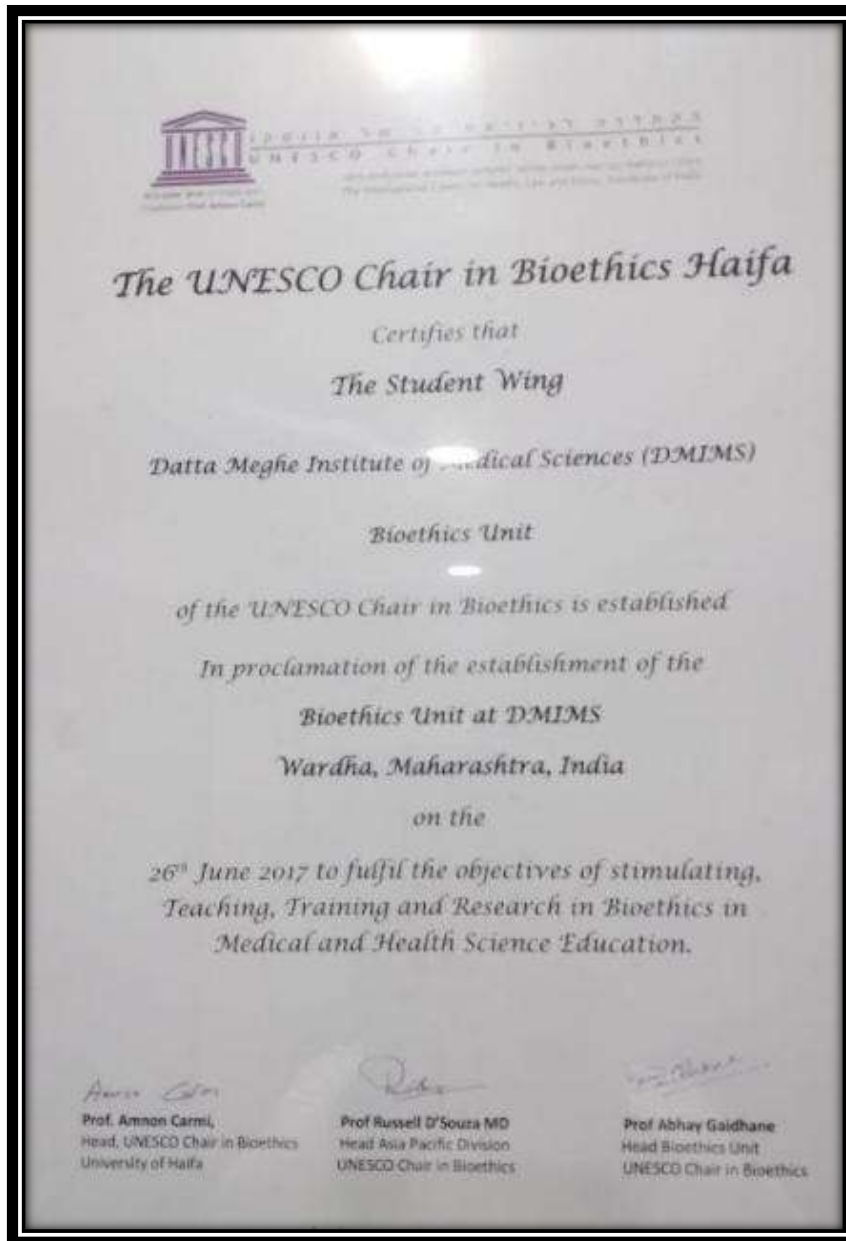 UNESCO Chair in Bioethics
The UNESCO Chair in Bioethics Haifa
Certifies that
The Student Wing
Datta Meghe Institute of Medical Sciences (DMIMS)
Bioethics Unit
of the UNESCO Chair in Bioethics is established
In proclamation of the establishment of the
Bioethics Unit at DMIMS
Wardha, Maharashtra, India
on the
26th June 2017 to fulfil the objectives of stimulating,
Teaching, Training and Research in Bioethics in
Medical and Health Science Education.
Prof. Amnon Carmi,
Head, UNESCO Chair in Bioethics
University of Haifa
Prof Russell D'Souza MD
Head Asia Pacific Division
UNESCO Chair in Bioethics
Prof Abhay Gaidhane
Head Bioethics Unit
UNESCO Chair in Bioethics